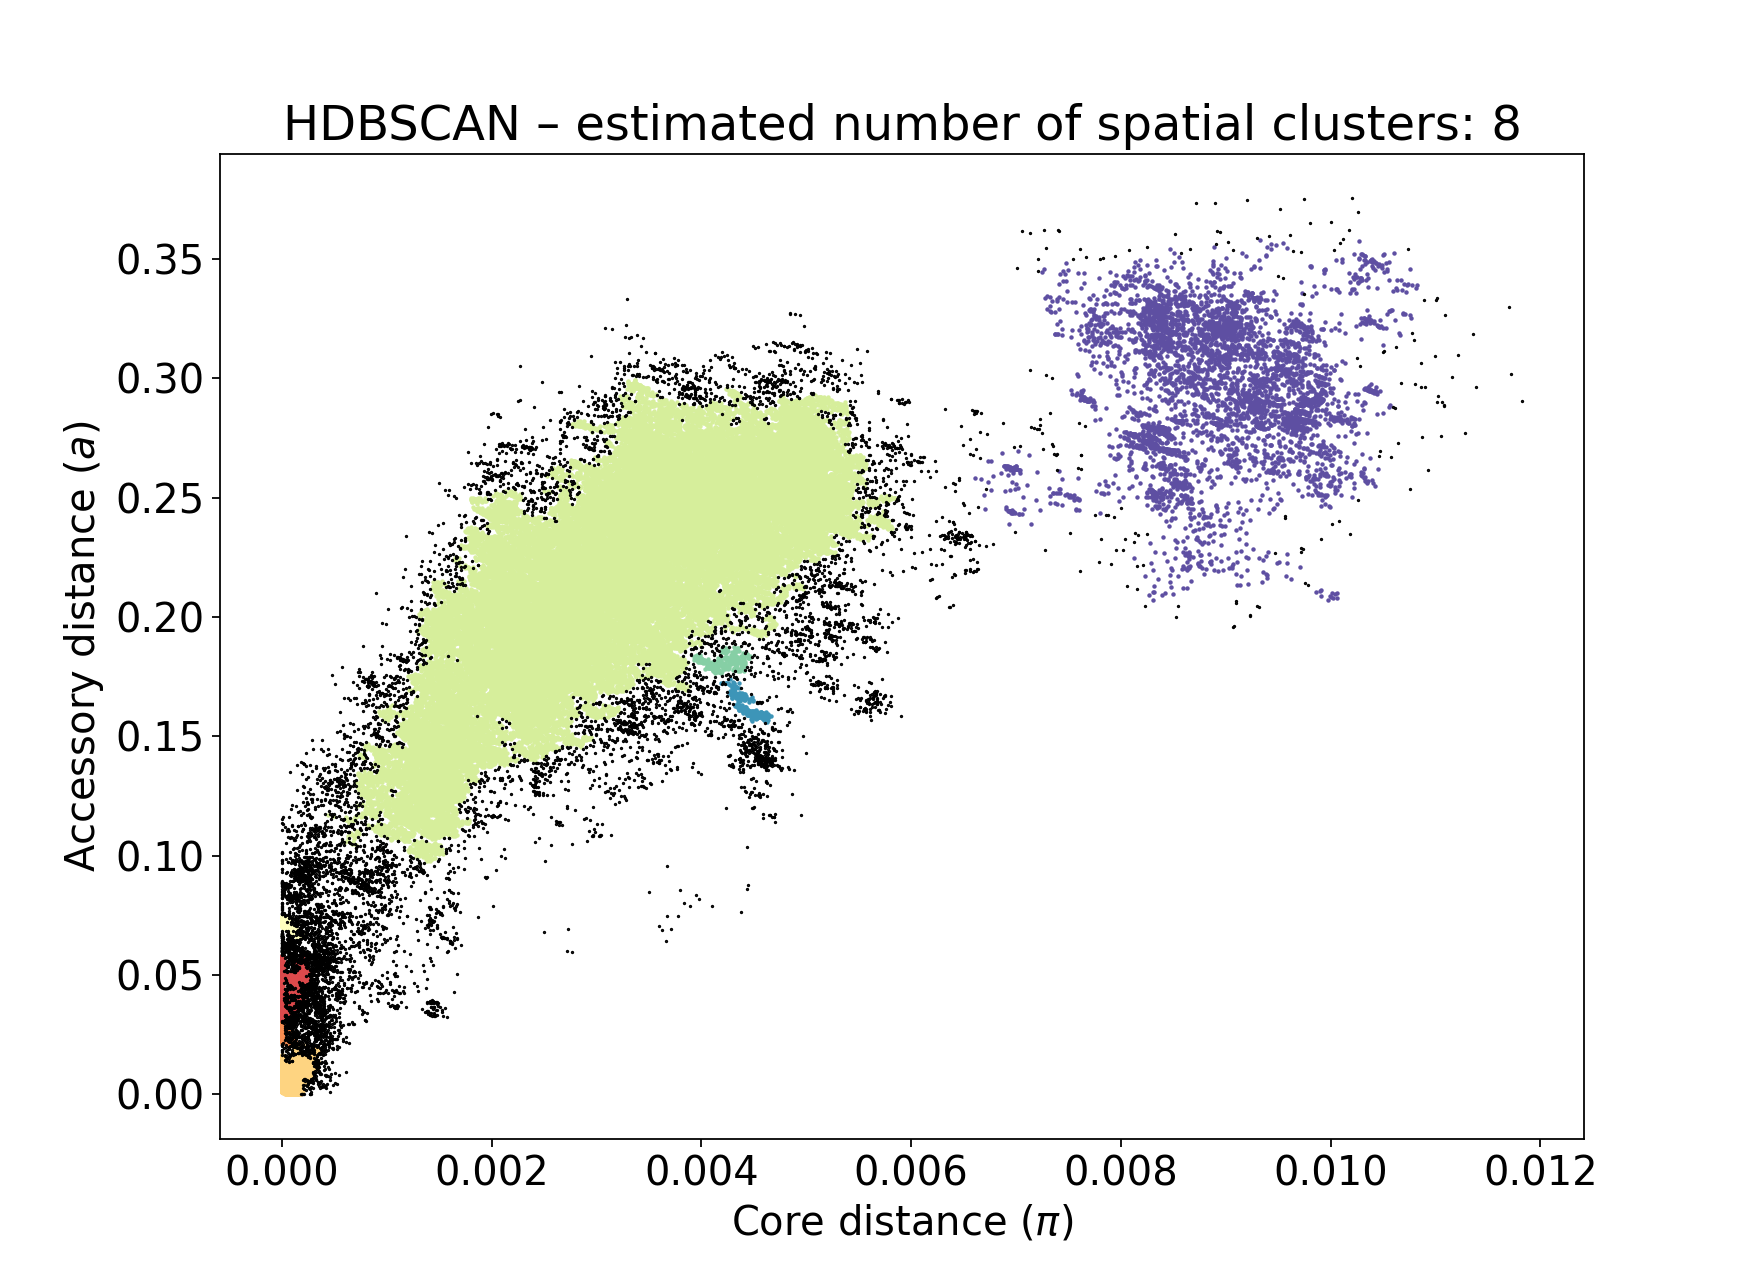 HDBSCAN – estimated number of spatial clusters: 8
Accessory distance (a)
0.35
0.30
0.25
0.20
0.15
0.10
0.05
0.00
0.000 0.002 0.004 0.006 0.008 0.010 0.012
Core distance (π)